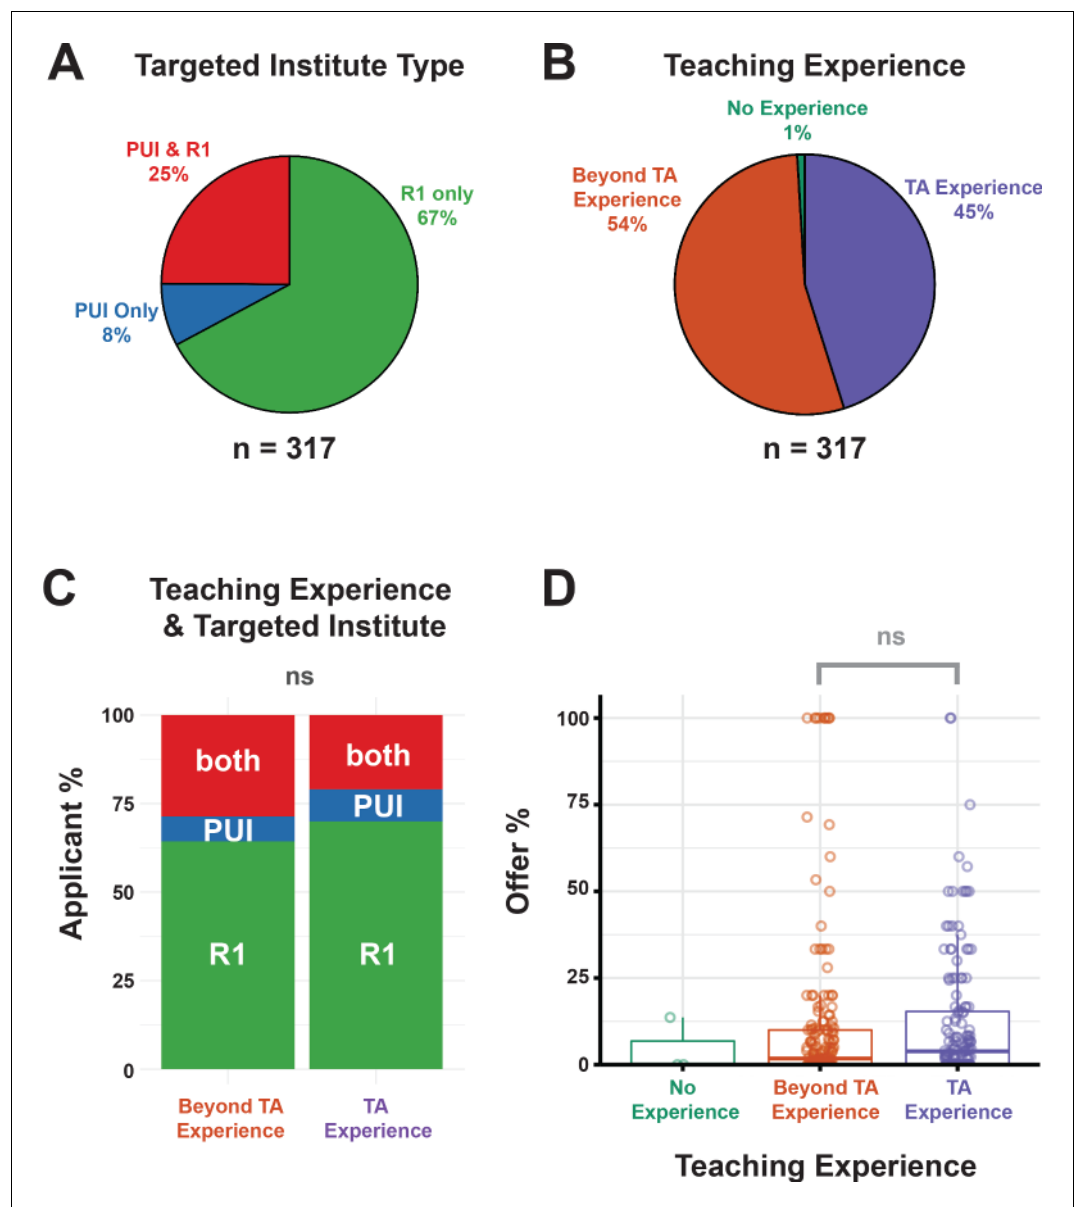 A
Targeted Institute Type
PUI & R1
25%
R1 only
67%
PUI Only
8%
n = 317
B
Teaching Experience
No Experience
1%
Beyond TA
Experience
54%
TA Experience
45%
n = 317
C
Teaching Experience
& Targeted Institute
ns
Applicant %
100
75
50
25
0
both
PUI
R1
both
PUI
R1
Beyond TA
Experience
TA
Experience
D
ns
Offer %
100
75
50
25
0
No
Experience
Beyond TA
Experience
TA
Experience
Teaching Experience